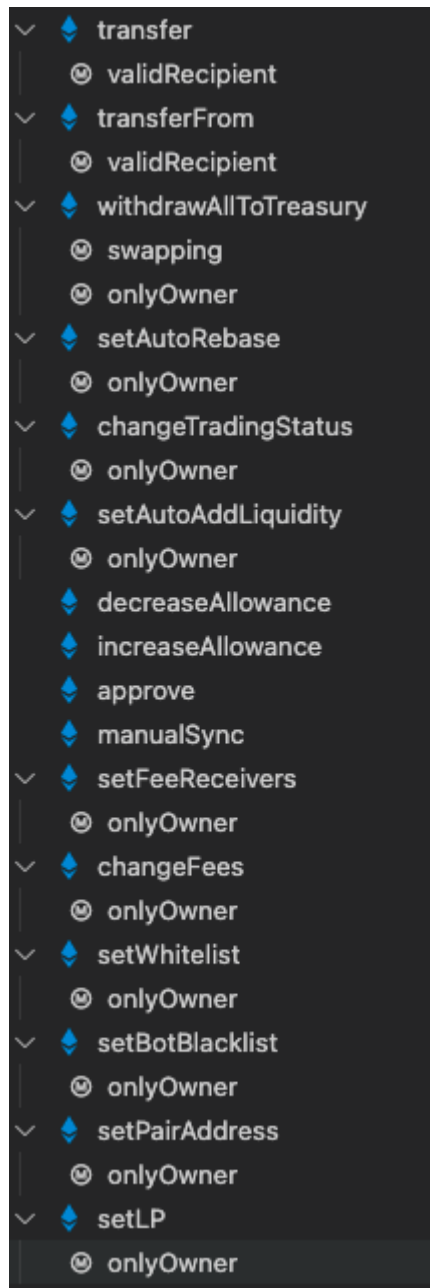 transfer
validRecipient
transferFrom
validRecipient
withdrawAllToTreasury
swapping
onlyOwner
setAutoRebase
onlyOwner
changeTradingStatus
onlyOwner
setAutoAddLiquidity
onlyOwner
decreaseAllowance
increaseAllowance
approve
manualSync
setFeeReceivers
onlyOwner
changeFees
onlyOwner
setWhitelist
onlyOwner
setBotBlacklist
onlyOwner
setPairAddress
onlyOwner
setLP
onlyOwner